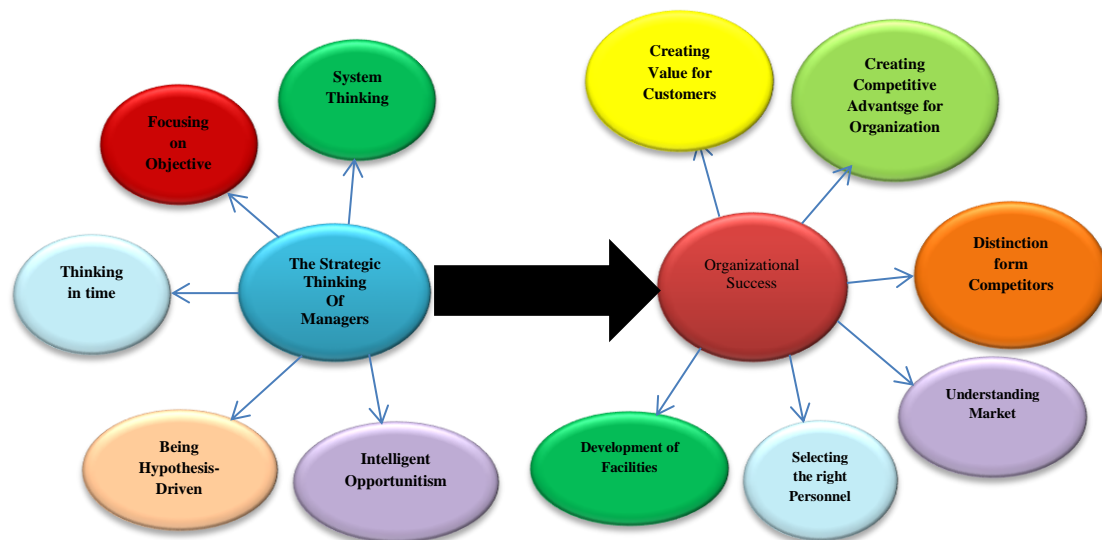 System
Thinking
Focusing
on
Objective
Thinking
in time
The Strategic
Thinking
Of
Managers
Being
Hypothesis-
Driven
Intelligent
Opportunitism
Creating
Value for
Customers
Creating
Competitive
Advantsge for
Organization
Organizational
Success
Distinction
form
Competitors
Understanding
Market
Development of
Facilities
Selecting
the right
Personnel